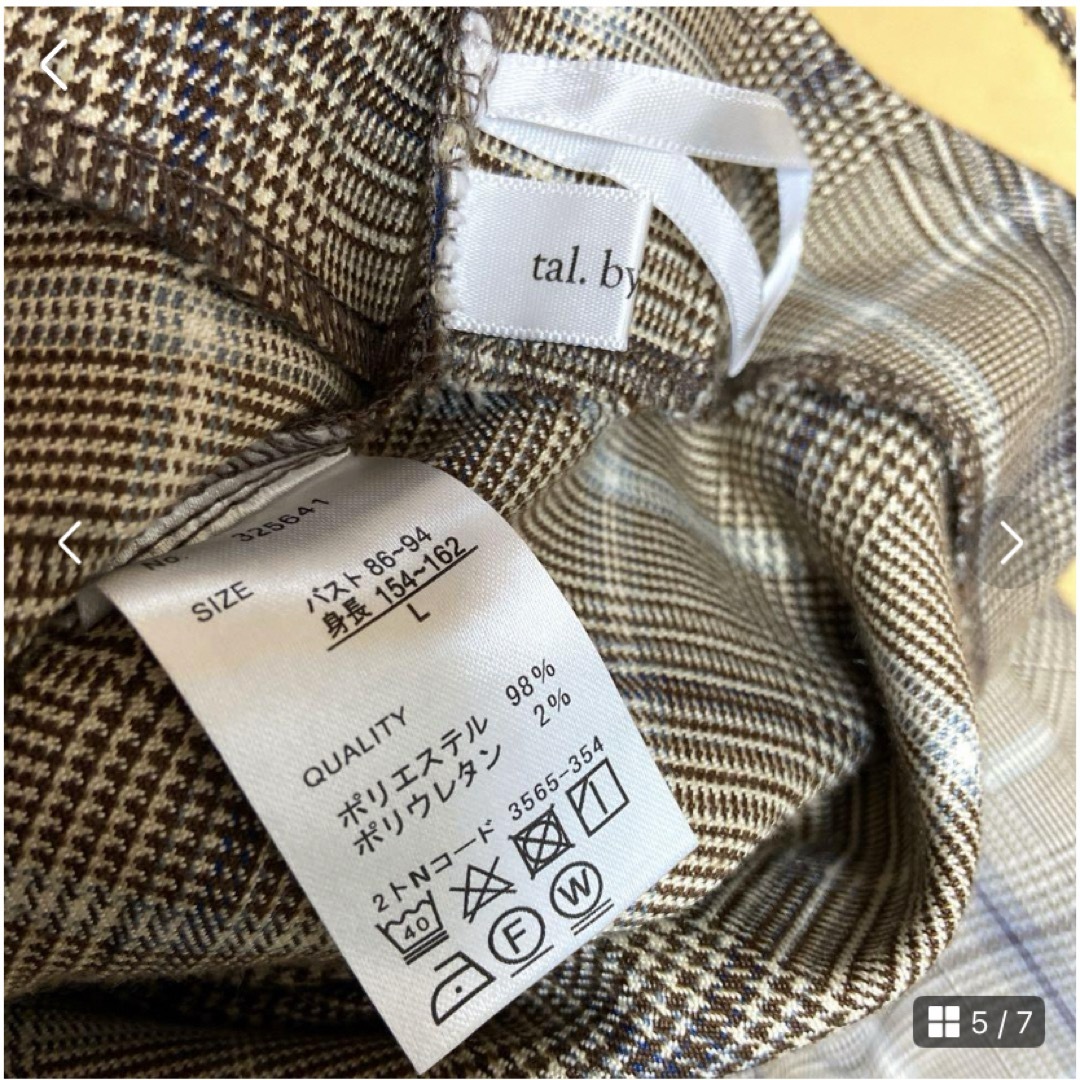 tal. by
No 325641
SIZE
バスト 86~94
身長 154~162
L
QUALITY
ポリエステル 98%
ポリウレタン 2%
2トNコード 3565-354
40
F
W
5 / 7